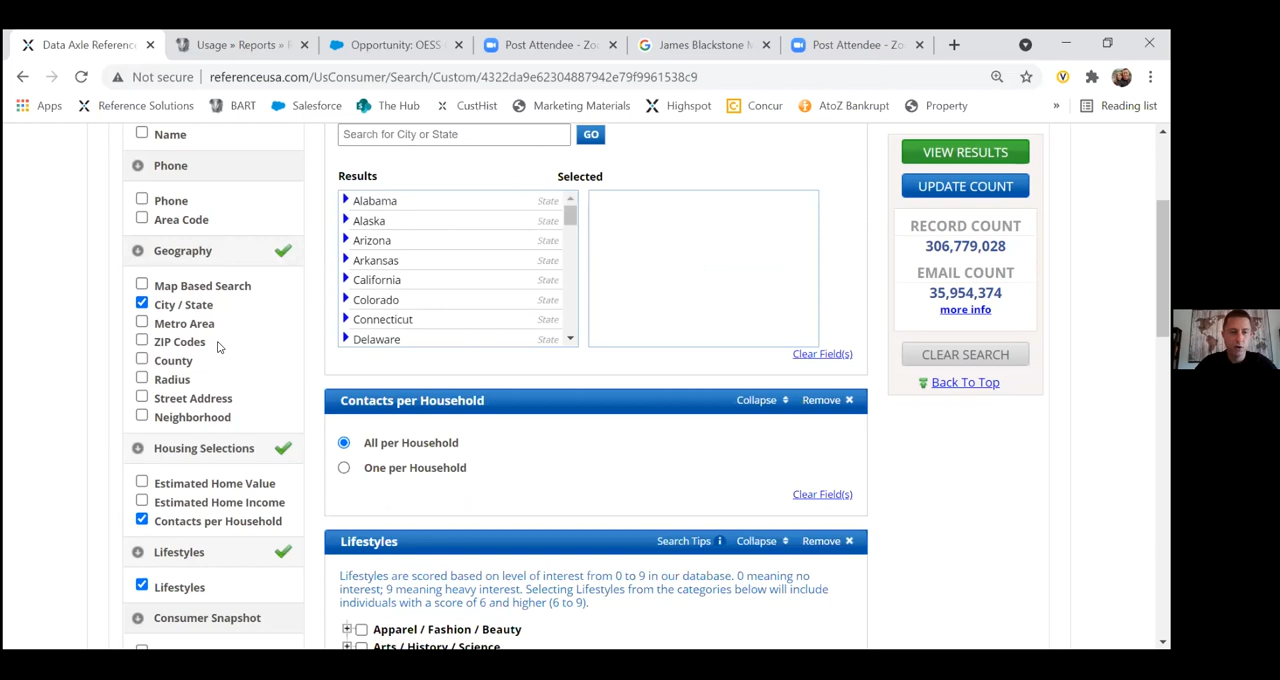 Data Axle Reference
Usage » Reports » R
Opportunity: OESS
Post Attendee - Zoo
James Blackstone M
Post Attendee - Zoo
Not secure
referenceusa.com/UsConsumer/Search/Custom/4322da9e62304887942e79f9961538c9
Apps
Reference Solutions
BART
Salesforce
The Hub
CustHist
Marketing Materials
Highspot
Concur
AtoZ Bankrupt
Property
»
Reading list
Name
Phone
Phone
Area Code
Geography
Map Based Search
City / State
Metro Area
ZIP Codes
County
Radius
Street Address
Neighborhood
Housing Selections
Estimated Home Value
Estimated Home Income
Contacts per Household
Lifestyles
Lifestyles
Consumer Snapshot
Search for City or State
GO
Results
Selected
Alabama State
Alaska State
Arizona State
Arkansas State
California State
Colorado State
Connecticut State
Delaware State
Clear Field(s)
Contacts per Household Collapse Remove
All per Household
One per Household
Clear Field(s)
Lifestyles Search Tips Collapse Remove
Lifestyles are scored based on level of interest from 0 to 9 in our database. 0 meaning no
interest; 9 meaning heavy interest. Selecting Lifestyles from the categories below will include
individuals with a score of 6 and higher (6 to 9).
Apparel / Fashion / Beauty
Arts / History / Science
VIEW RESULTS
UPDATE COUNT
RECORD COUNT
306,779,028
EMAIL COUNT
35,954,374
more info
CLEAR SEARCH
Back To Top